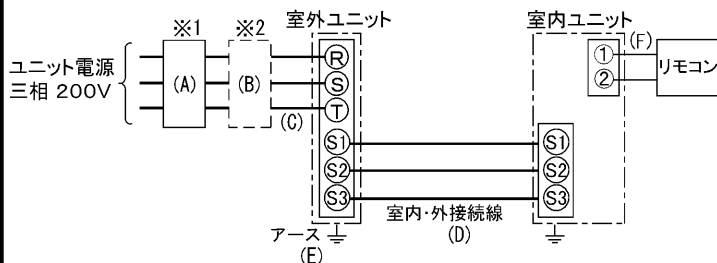 室外ユニット
室内ユニット
※1
※2
(F)
ユニット電源
三相 200V
(A)
(B)
(C)
R
S
T
1
2
リモコン
S1
S2
S3
S1
S2
S3
室内・外接続線
(D)
アース
(E)